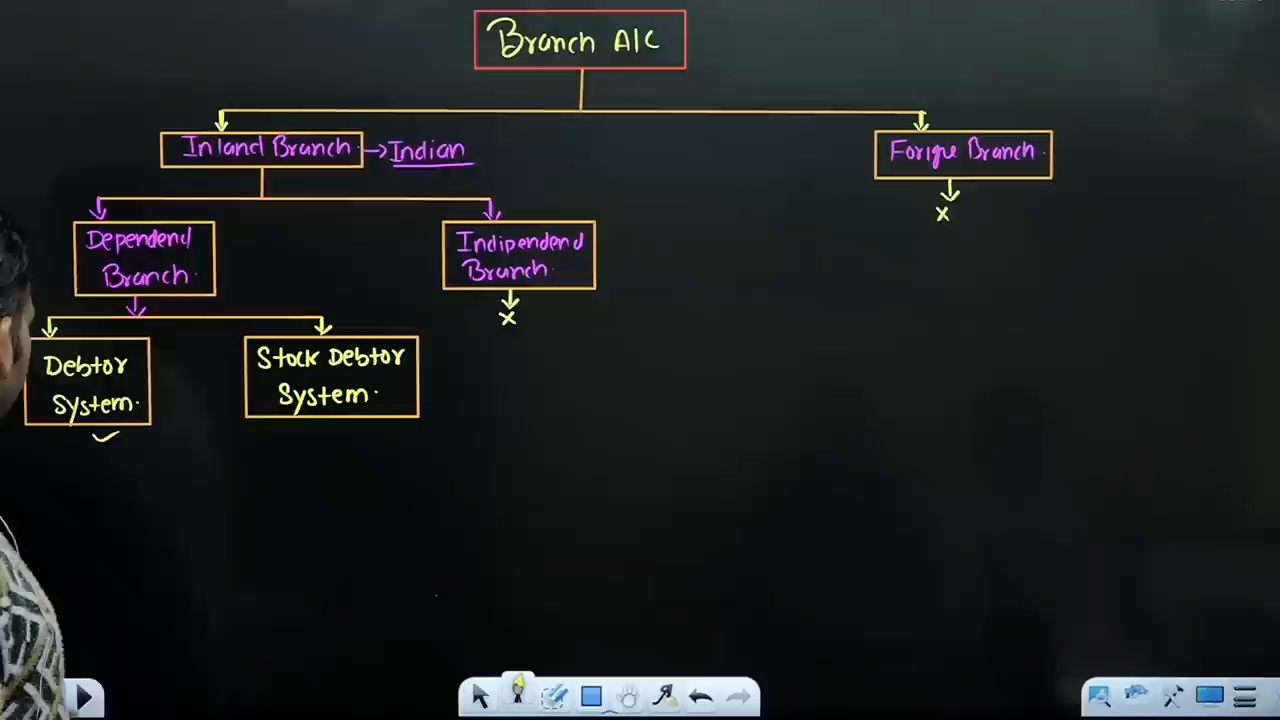 Branch A/C
Inland Branch. → Indian
Forigue Branch.
x
Dependend
Branch.
Indipendend
Branch.
x
Debtor
System.
Stock Debtor
System.